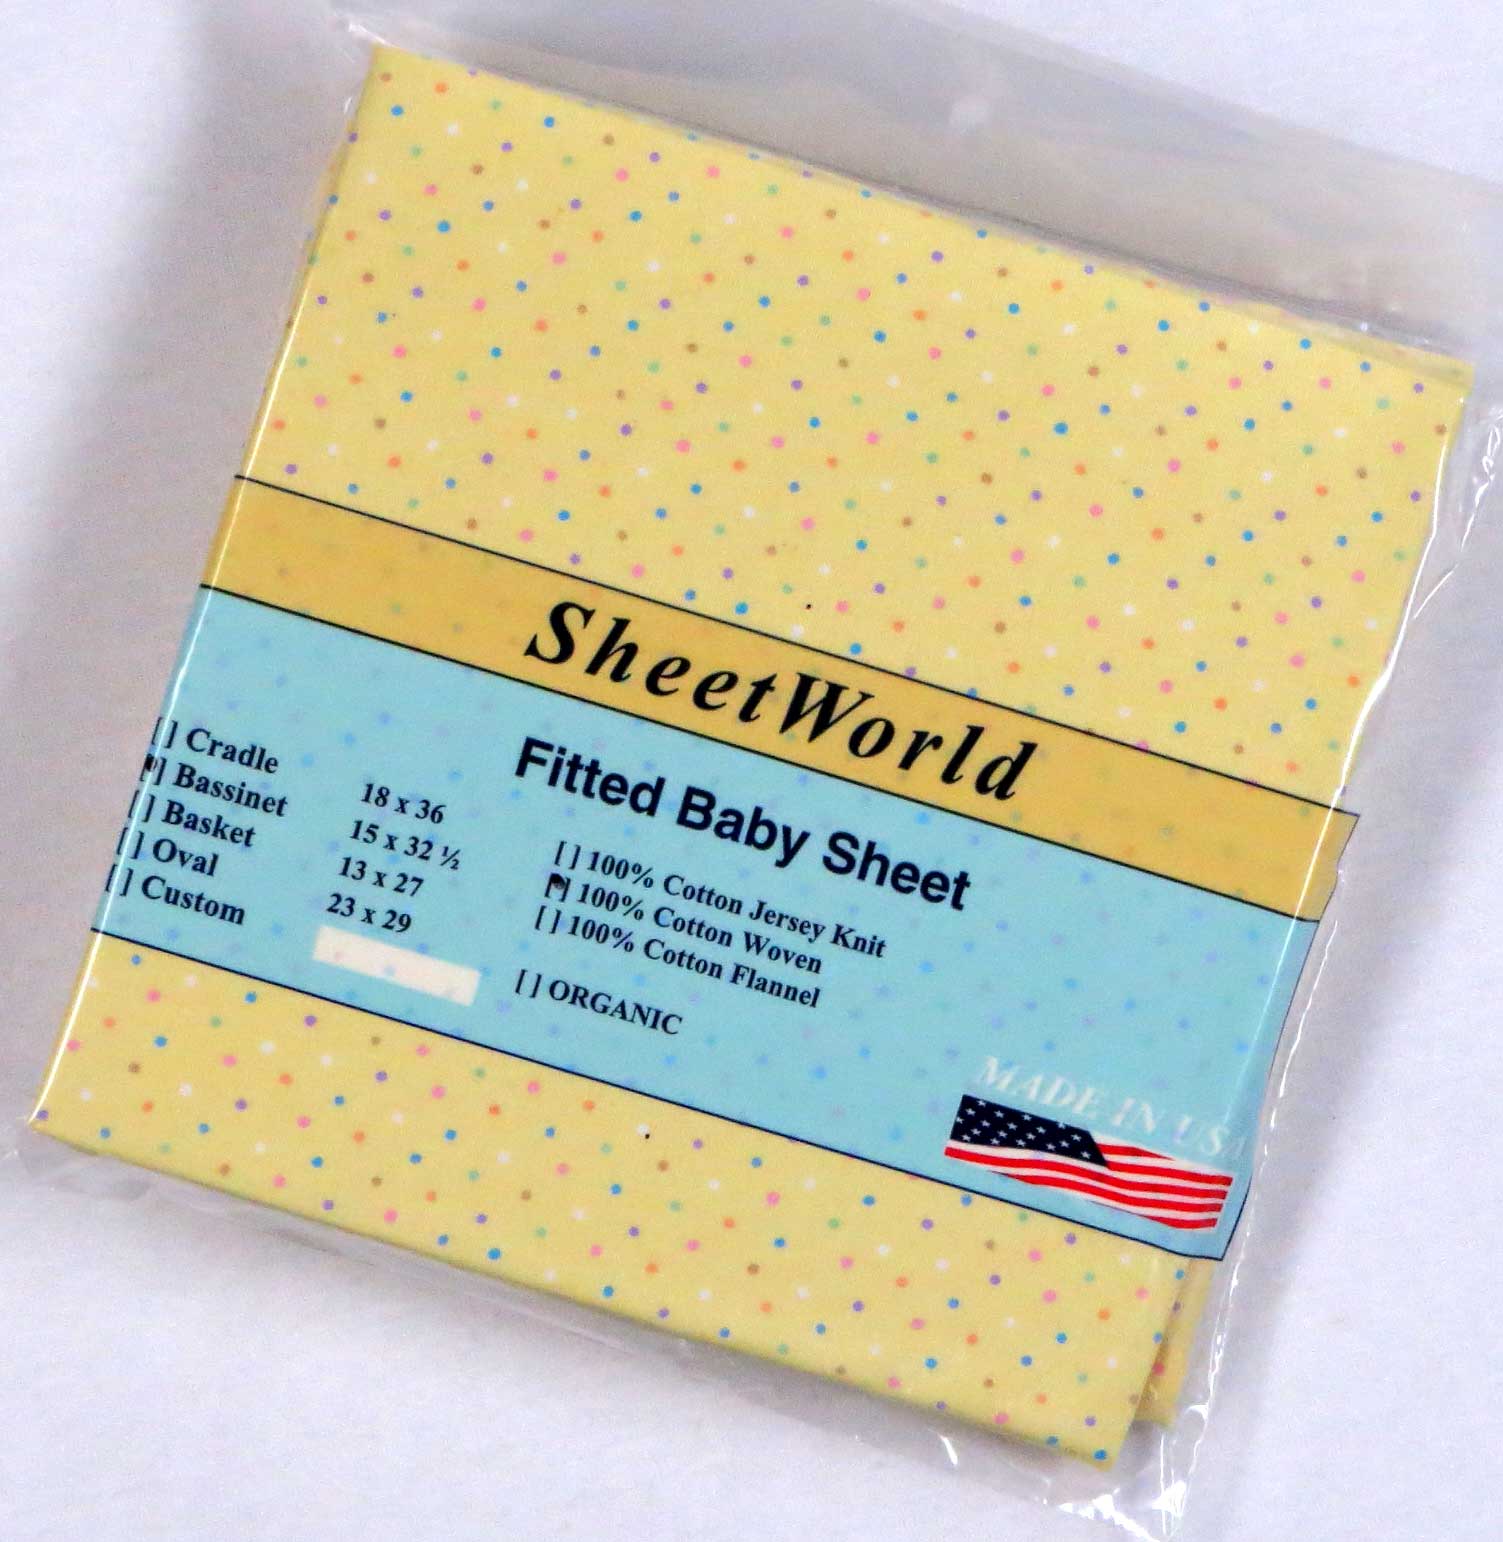 SheetWorld
Fitted Baby Sheet
[ ] Cradle 18 x 36
[•] Bassinet 15 x 32 ½
[ ] Basket 13 x 27
[ ] Oval 23 x 29
[ ] Custom
[ ] 100% Cotton Jersey Knit
[•] 100% Cotton Woven
[ ] 100% Cotton Flannel
[ ] ORGANIC
MADE IN USA